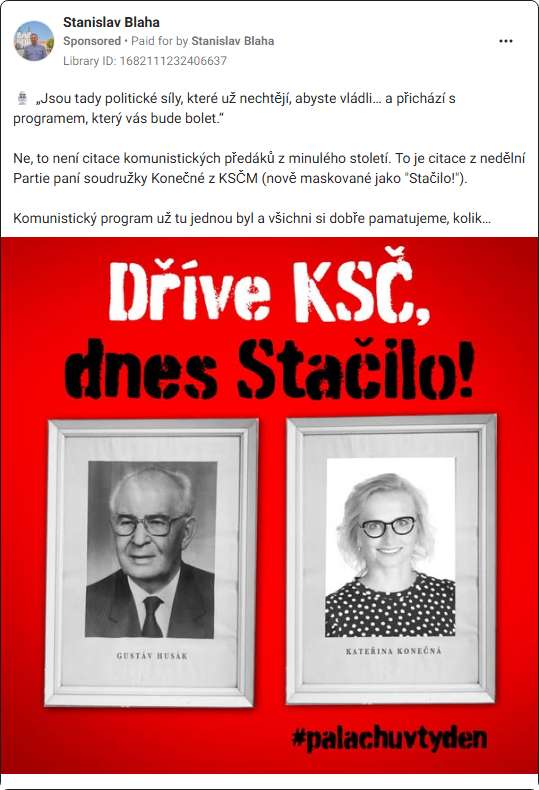 Stanislav Blaha
Sponsored • Paid for by Stanislav Blaha
Library ID: 1682111232406637
„Jsou tady politické síly, které už nechtějí, abyste vládli… a přichází s
programem, který vás bude bolet.“
Ne, to není citace komunistických předáků z minulého století. To je citace z nedělní
Partie paní soudružky Konečné z KSČM (nově maskované jako "Stačilo!").
Komunistický program už tu jednou byl a všichni si dobře pamatujeme, kolik…
Dříve KSČ,
dnes Stačilo!
GUSTÁV HUSÁK
KATEŘINA KONEČNÁ
#palachuvtyden